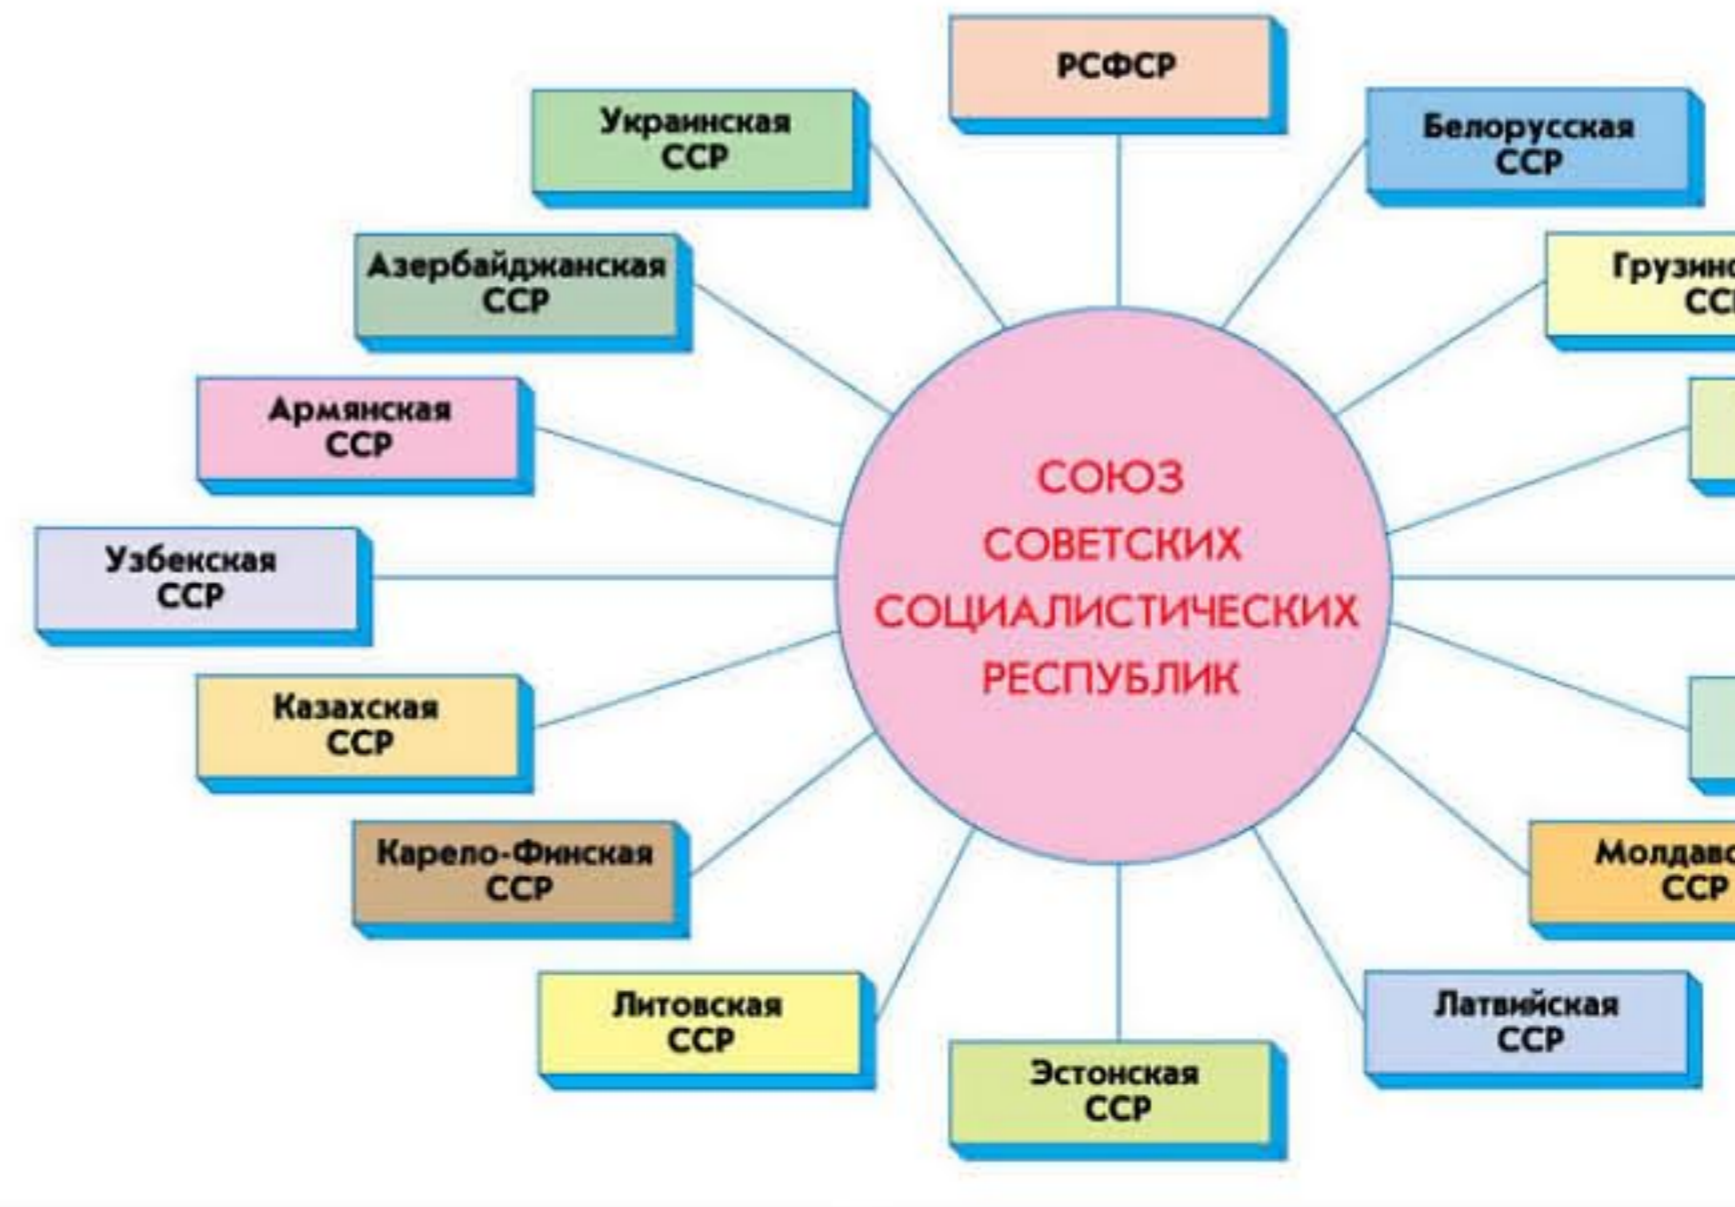 РСФСР
Украинская
ССР
Белорусская
ССР
Азербайджанская
ССР
Армянская
ССР
СОЮЗ
СОВЕТСКИХ
СОЦИАЛИСТИЧЕСКИХ
РЕСПУБЛИК
Узбекская
ССР
Казахская
ССР
Карело-Финская
ССР
ССР
Литовская
ССР
Латвийская
ССР
Эстонская
ССР